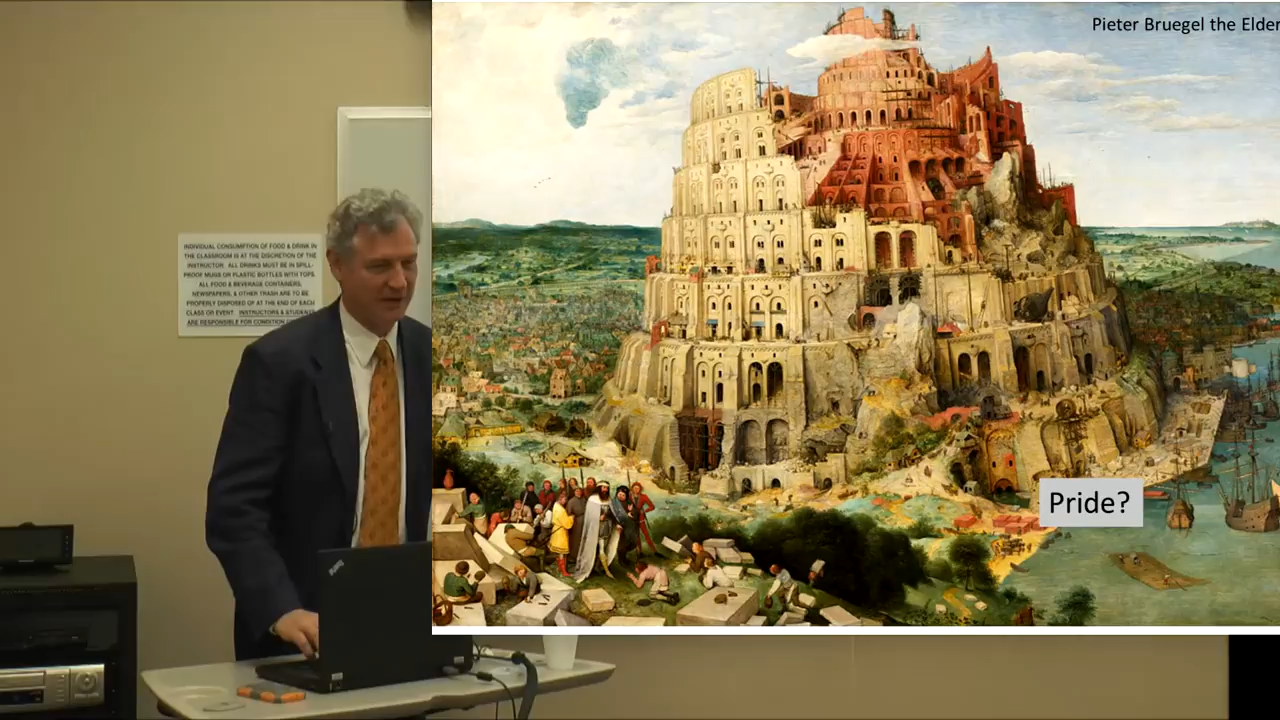 Pieter Bruegel the Elder
INDIVIDUAL CONSUMPTION OF FOOD & DRINK IN
THE CLASSROOM IS AT THE DISCRETION OF THE
INSTRUCTOR. ALL DRINKS MUST BE IN SPILL-
PROOF MUGS OR PLASTIC BOTTLES WITH TOPS.
ALL FOOD & BEVERAGE CONTAINERS,
NEWSPAPERS, & OTHER TRASH ARE TO BE
PROPERLY DISPOSED OF AT THE END OF EACH
CLASS OR EVENT. INSTRUCTORS & STUDENTS
ARE RESPONSIBLE FOR CONDITION
Pride?